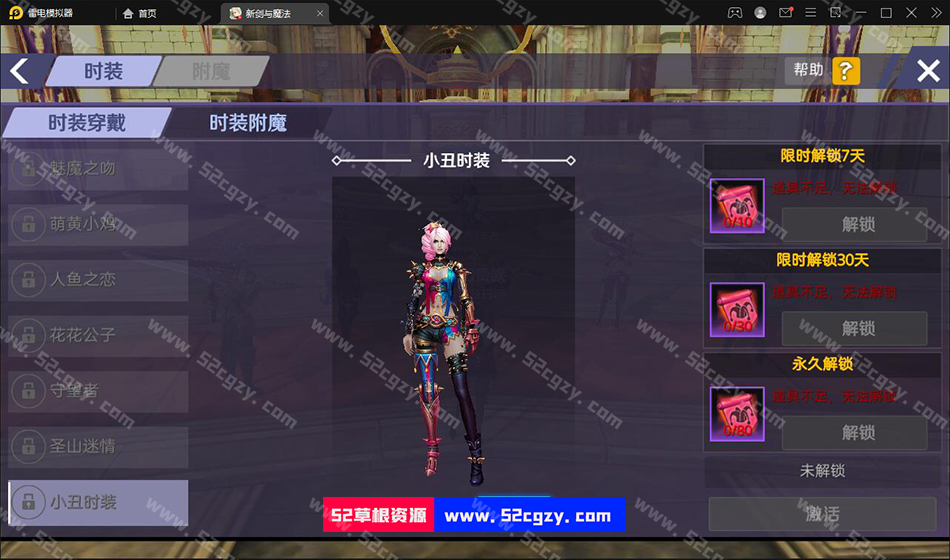 雷电模拟器 首页 新剑与魔法
时装 附魔 帮助 ?
时装穿戴 时装附魔
魅魔之吻
萌黄小鸡
人鱼之恋
花花公子
守望者
圣山迷情
小丑时装
小丑时装
限时解锁7天
道具不足，无法解锁
0/10
解锁
限时解锁30天
道具不足，无法解锁
0/30
解锁
永久解锁
道具不足，无法解锁
0/80
解锁
未解锁
激活
52草根资源 www.52cgzy.com
www.52cgzy.com